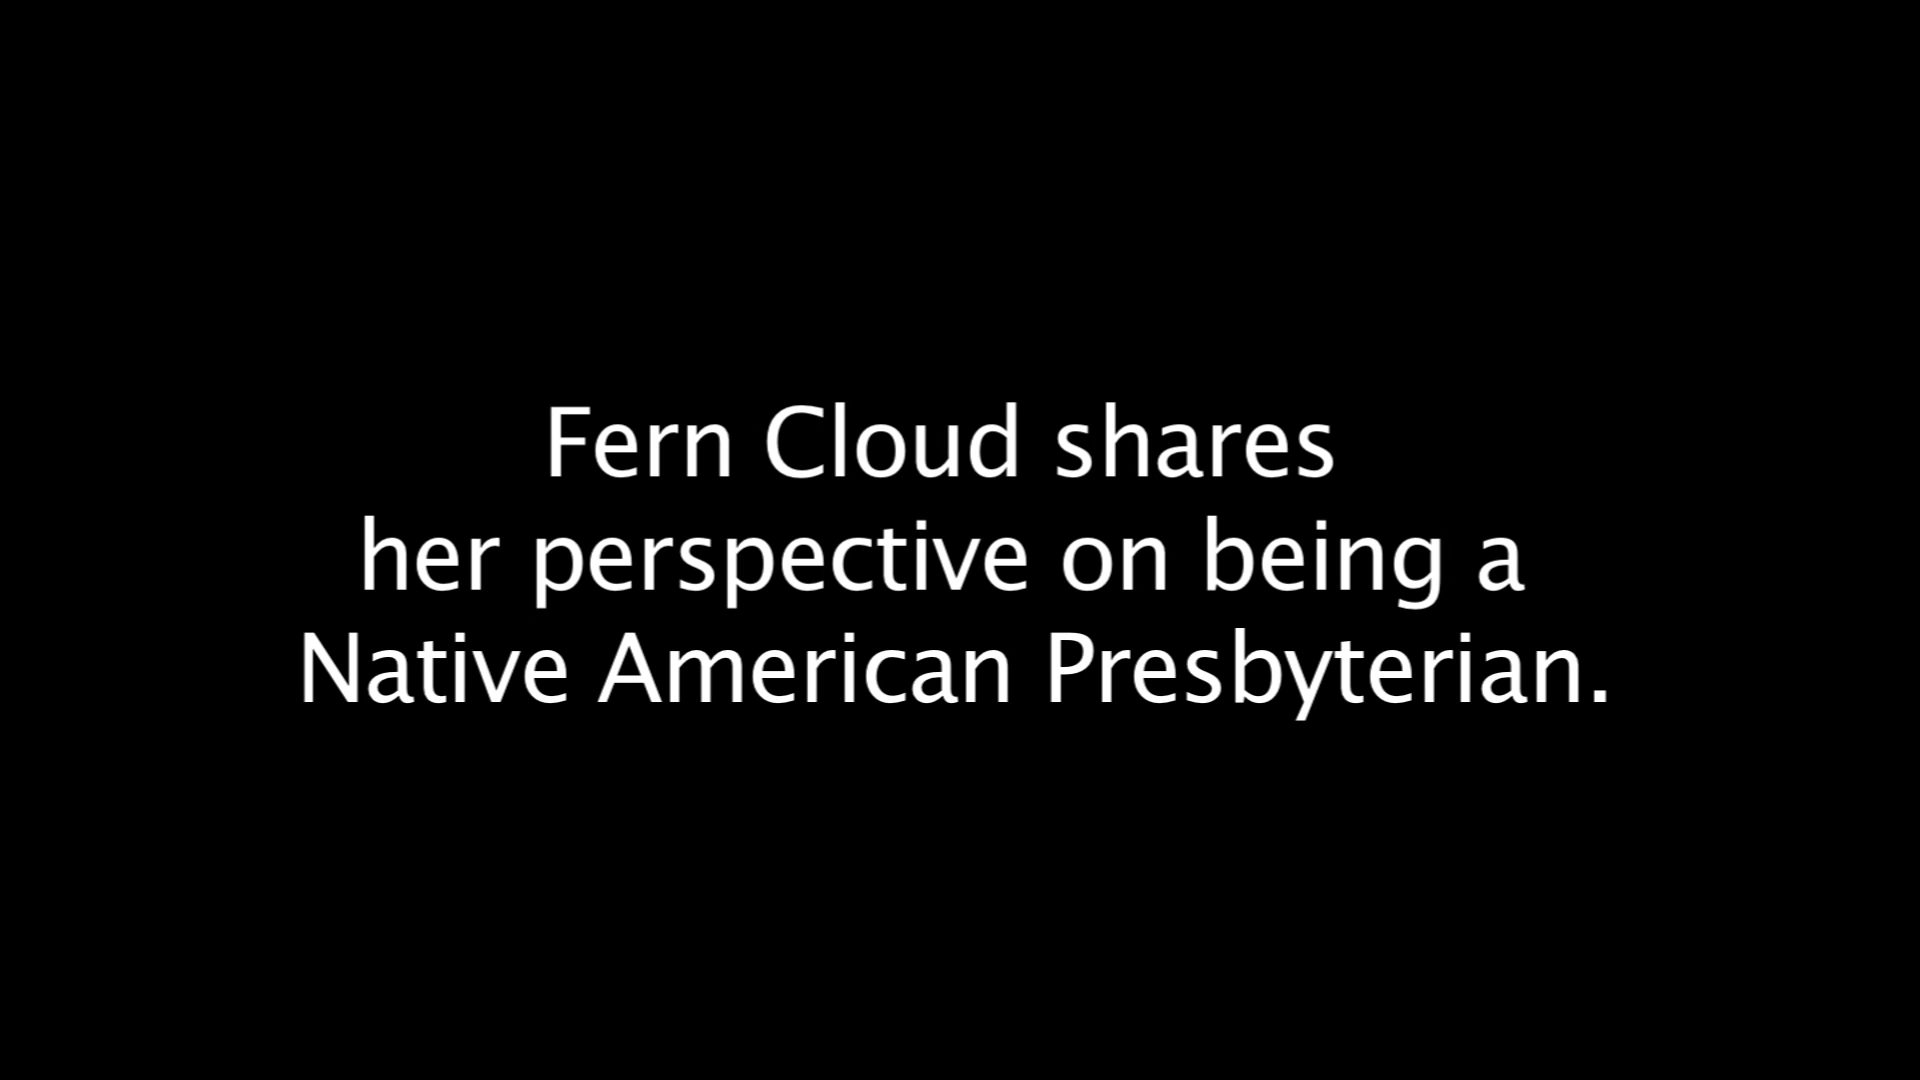 Fern Cloud shares
her perspective on being a
Native American Presbyterian.